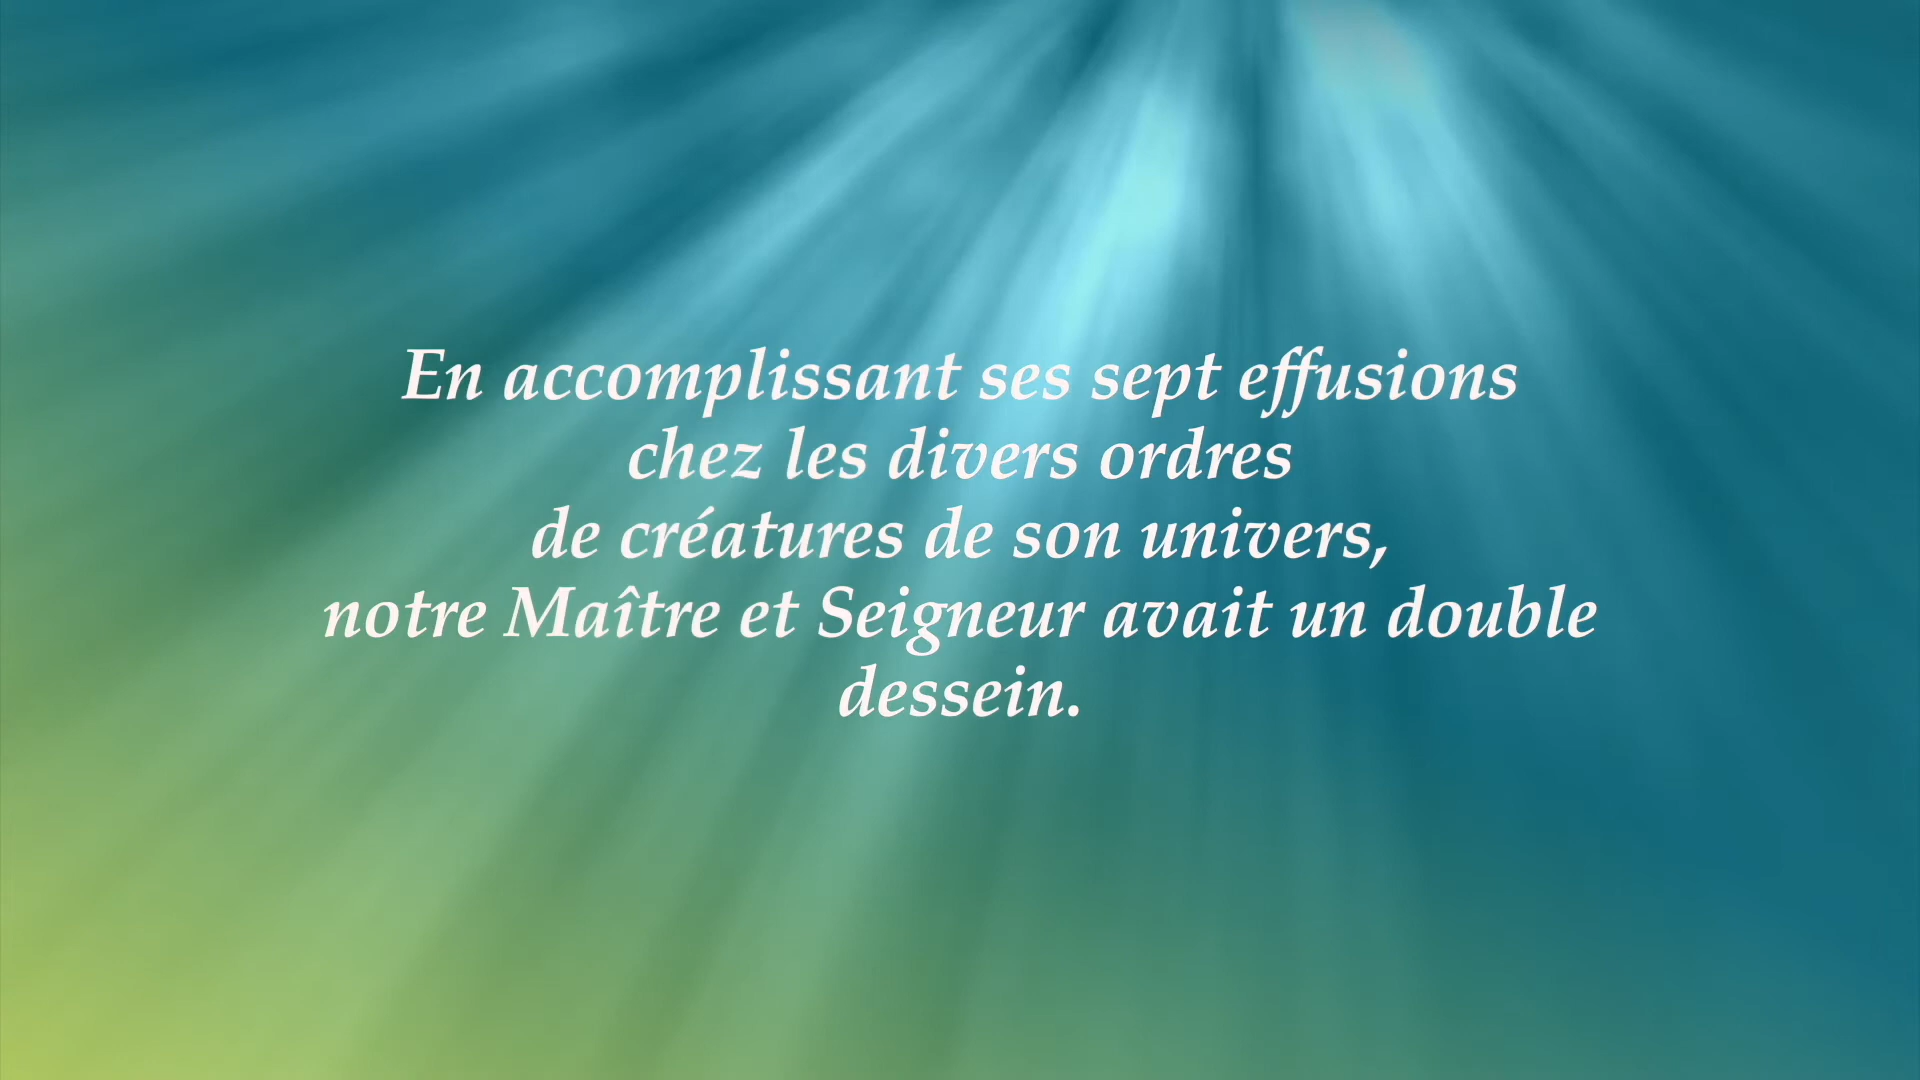 En accomplissant ses sept effusions
chez les divers ordres
de créatures de son univers,
notre Maître et Seigneur avait un double
dessein.